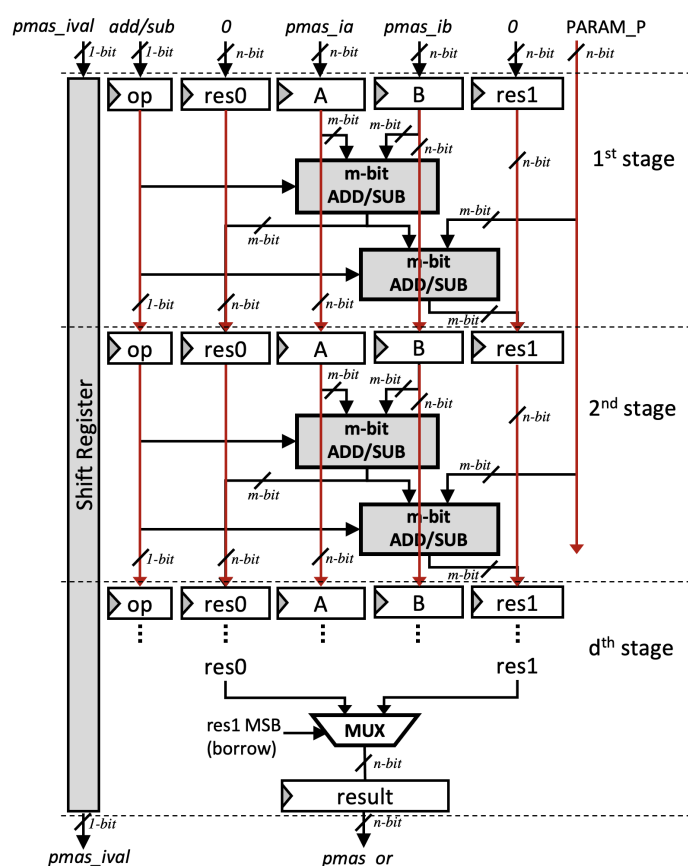 pmas_ival add/sub 0 pmas_ia pmas_ib 0 PARAM_P
1-bit 1-bit n-bit n-bit n-bit n-bit n-bit
op res0 A B res1
m-bit m-bit
n-bit n-bit
1st stage
m-bit
ADD/SUB
m-bit m-bit
m-bit
ADD/SUB
1-bit n-bit n-bit m-bit
op res0 A B res1
m-bit m-bit
n-bit n-bit
2nd stage
m-bit
ADD/SUB
m-bit m-bit
m-bit
ADD/SUB
Shift Register
1-bit n-bit n-bit m-bit
op res0 A B res1
dth stage
res0 res1
res1 MSB
(borrow)
MUX
n-bit
result
1-bit n-bit
pmas_ival pmas_or